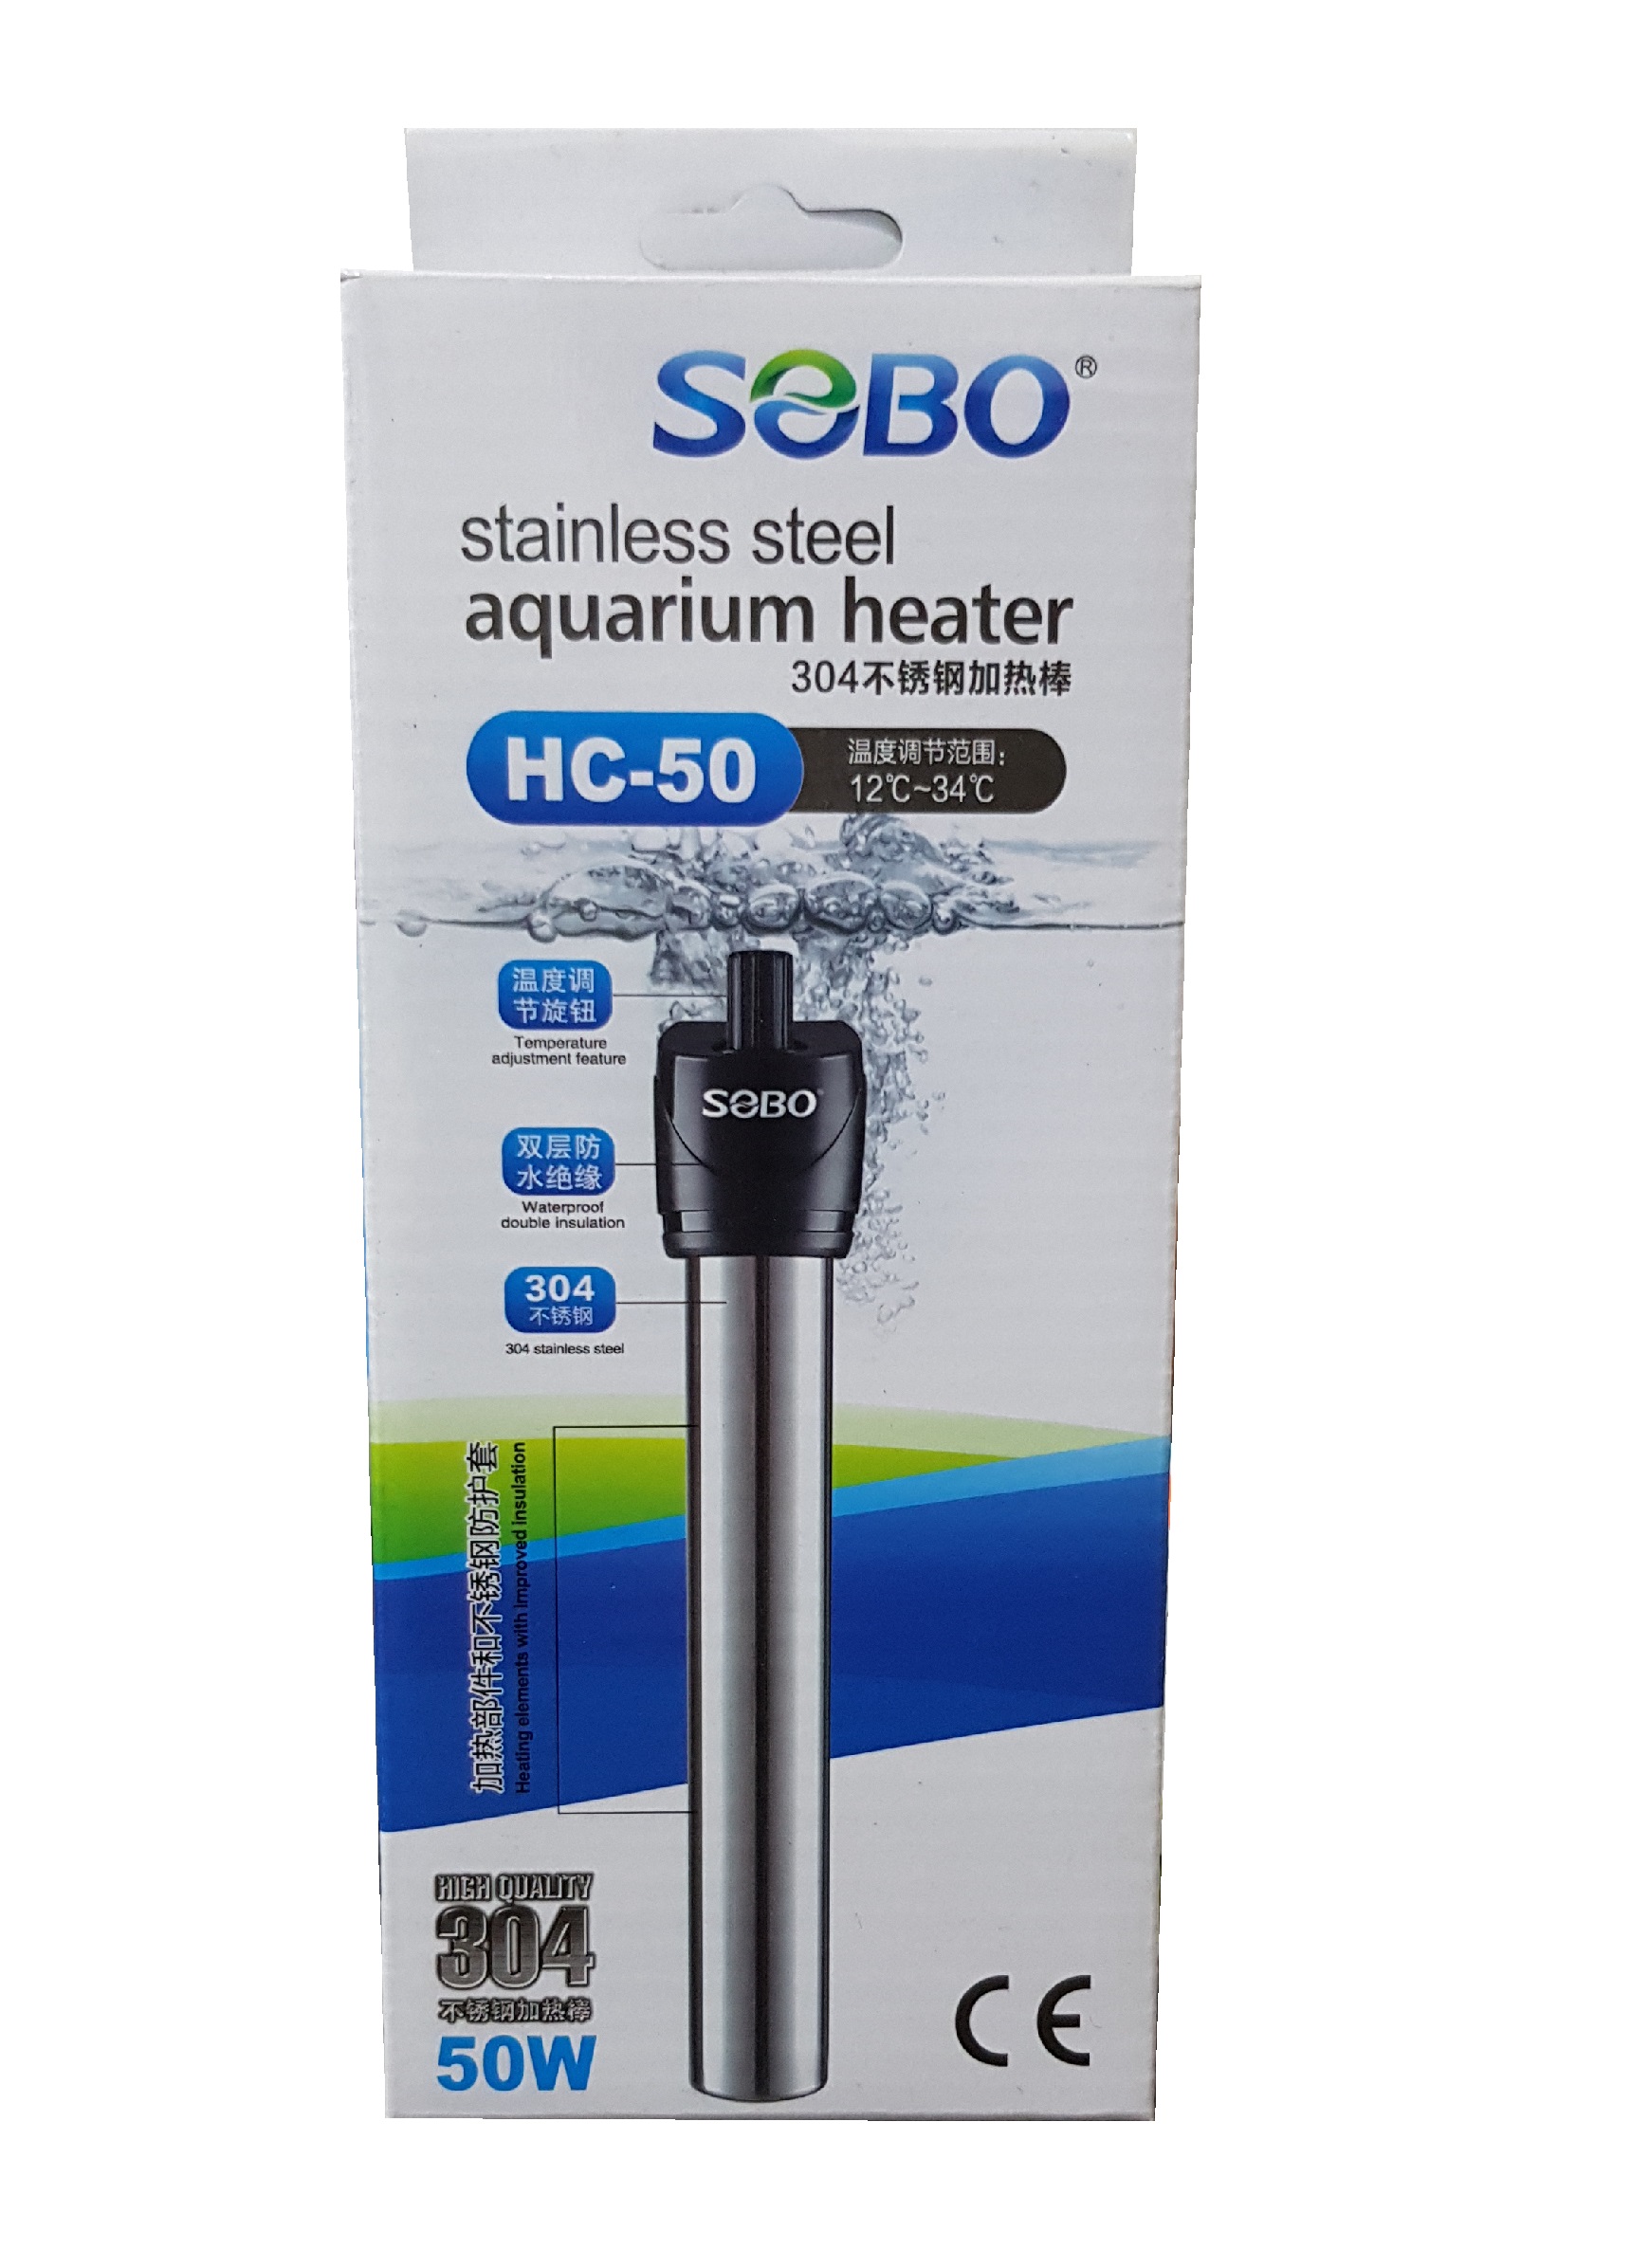 SOBO®
stainless steel
aquarium heater
304不锈钢加热棒
HC-50
温度调节范围:
12℃~34℃
温度调
节旋钮
Temperature
adjustment feature
SOBO
双层防
水绝缘
Waterproof
double insulation
304
不锈钢
304 stainless steel
加热部件和不锈钢防护套
Heating elements with improved insulation
HIGH QUALITY
304
不锈钢加热棒
50W
CE